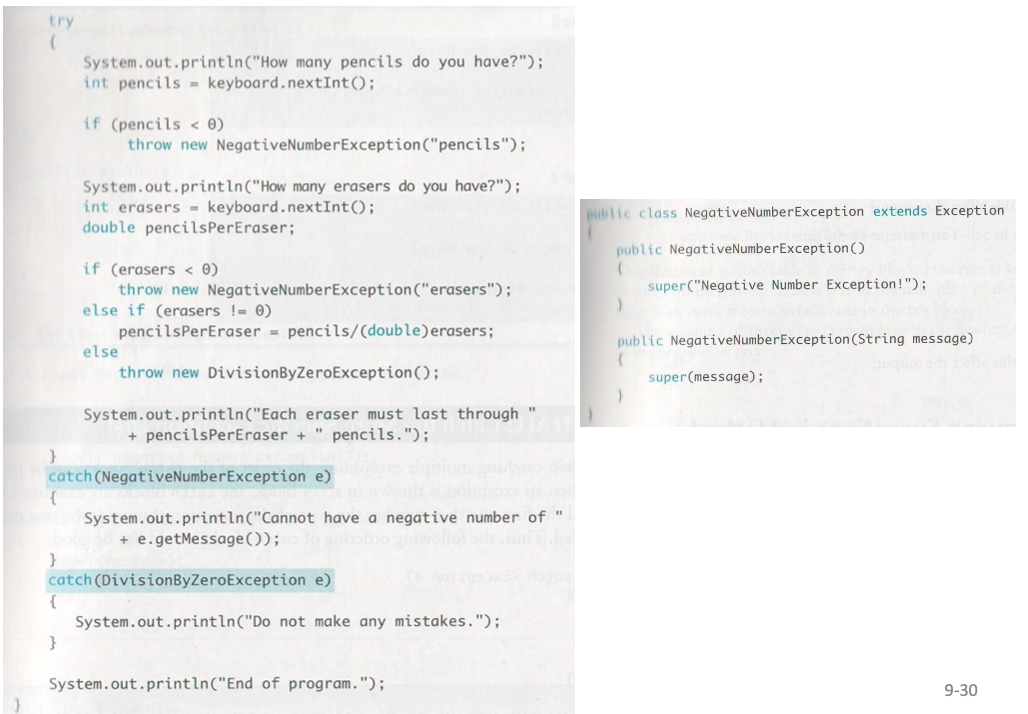 try
{
System.out.println("How many pencils do you have?");
int pencils = keyboard.nextInt();
if (pencils < 0)
throw new NegativeNumberException("pencils");
System.out.println("How many erasers do you have?");
int erasers = keyboard.nextInt();
double pencilsPerEraser;
if (erasers < 0)
throw new NegativeNumberException("erasers");
else if (erasers != 0)
pencilsPerEraser = pencils/(double)erasers;
else
throw new DivisionByZeroException();
System.out.println("Each eraser must last through "
+ pencilsPerEraser + " pencils.");
}
catch(NegativeNumberException e)
{
System.out.println("Cannot have a negative number of "
+ e.getMessage());
}
catch(DivisionByZeroException e)
{
System.out.println("Do not make any mistakes.");
}
System.out.println("End of program.");
}
public class NegativeNumberException extends Exception
{
public NegativeNumberException()
{
super("Negative Number Exception!");
}
public NegativeNumberException(String message)
{
super(message);
}
}
9-30